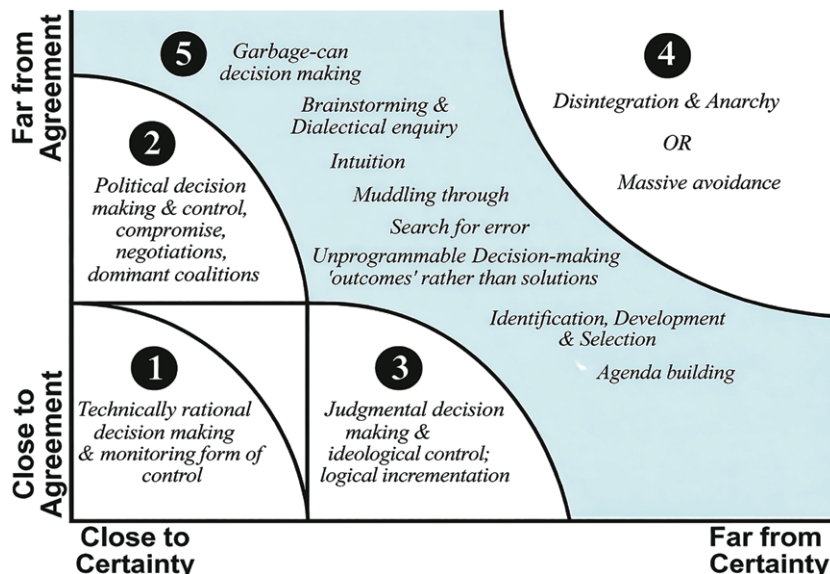 Far from
Agreement
5
Garbage-can
decision making
Brainstorming &
Dialectical enquiry
Intuition
Muddling through
Search for error
Unprogrammable Decision-making
'outcomes' rather than solutions
Identification, Development
& Selection
Agenda building
4
Disintegration & Anarchy
OR
Massive avoidance
2
Political decision
making & control,
compromise,
negotiations,
dominant coalitions
Close to
Agreement
1
Technically rational
decision making
& monitoring form of
control
3
Judgmental decision
making &
ideological control;
logical incrementation
Close to
Certainty
Far from
Certainty